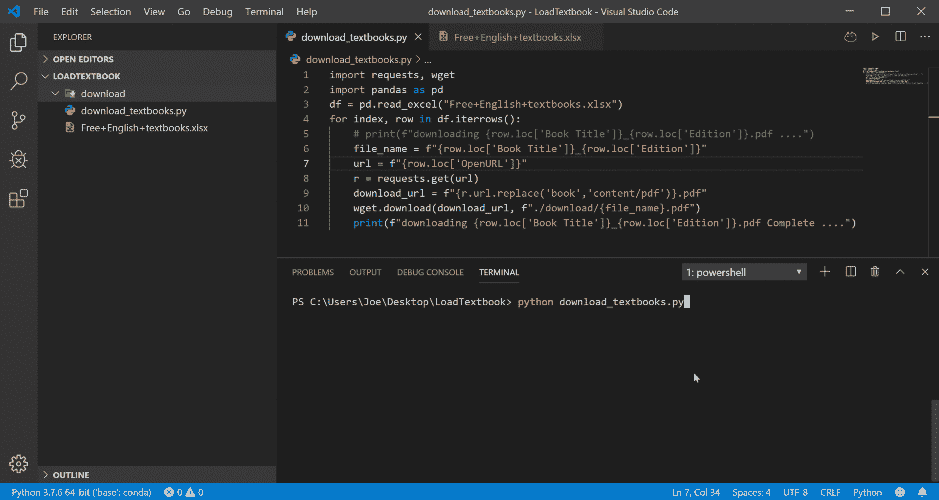 File Edit Selection View Go Debug Terminal Help download_textbooks.py - LoadTextbook - Visual Studio Code
EXPLORER
OPEN EDITORS
LOADTEXTBOOK
download
download_textbooks.py
Free+English+textbooks.xlsx
OUTLINE
download_textbooks.py Free+English+textbooks.xlsx
download_textbooks.py > ...
1 import requests, wget
2 import pandas as pd
3 df = pd.read_excel("Free+English+textbooks.xlsx")
4 for index, row in df.iterrows():
5 # print(f"downloading {row.loc['Book Title']}_{row.loc['Edition']}.pdf ....")
6 file_name = f"{row.loc['Book Title']}_{row.loc['Edition']}"
7 url = f"{row.loc['OpenURL']}"
8 r = requests.get(url)
9 download_url = f"{r.url.replace('book','content/pdf')}.pdf"
10 wget.download(download_url, f"./download/{file_name}.pdf")
11 print(f"downloading {row.loc['Book Title']}_{row.loc['Edition']}.pdf Complete ....")
PROBLEMS OUTPUT DEBUG CONSOLE TERMINAL 1: powershell
PS C:\Users\Joe\Desktop\LoadTextbook> python download_textbooks.py
Python 3.7.6 64-bit ('base': conda) 0 0 Ln 7, Col 34 Spaces: 4 UTF-8 CRLF Python